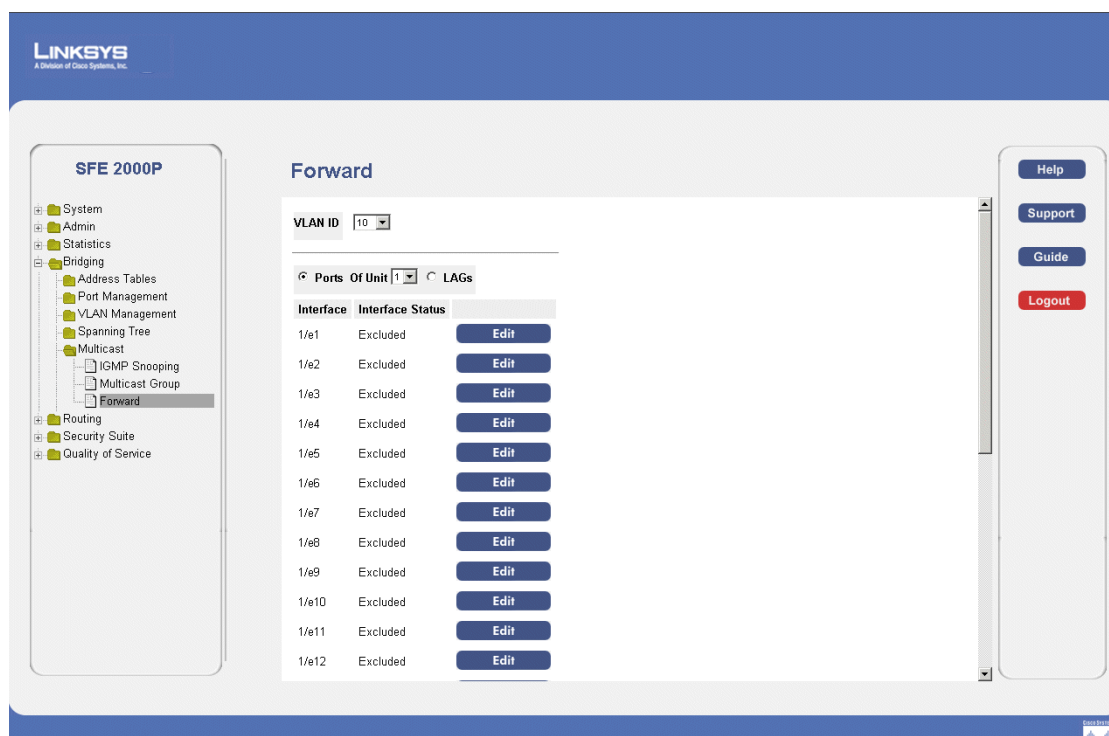 LINKSYS
A Division of Cisco Systems, Inc.
SFE 2000P
System
Admin
Statistics
Bridging
Address Tables
Port Management
VLAN Management
Spanning Tree
Multicast
IGMP Snooping
Multicast Group
Forward
Routing
Security Suite
Quality of Service
Forward
VLAN ID 10
Ports Of Unit 1 LAGs
Interface Interface Status
1/e1 Excluded Edit
1/e2 Excluded Edit
1/e3 Excluded Edit
1/e4 Excluded Edit
1/e5 Excluded Edit
1/e6 Excluded Edit
1/e7 Excluded Edit
1/e8 Excluded Edit
1/e9 Excluded Edit
1/e10 Excluded Edit
1/e11 Excluded Edit
1/e12 Excluded Edit
Help
Support
Guide
Logout